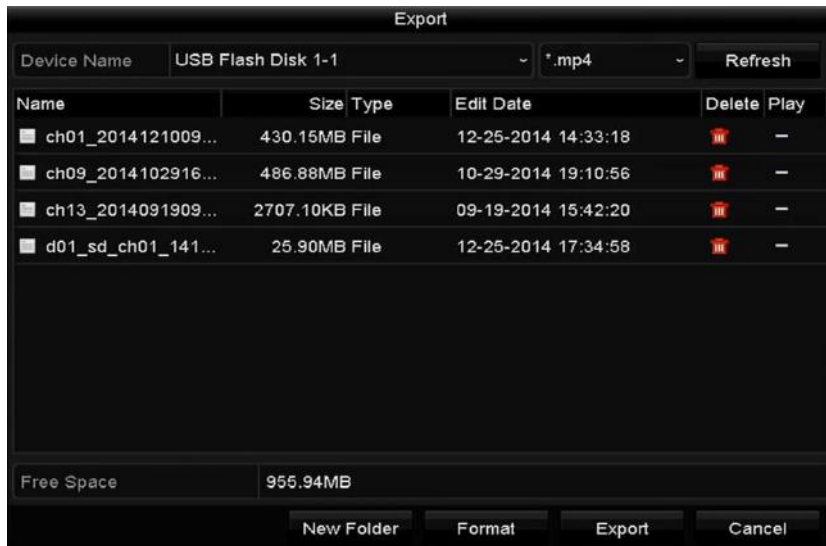 Export
Device Name USB Flash Disk 1-1 *.mp4 Refresh
Name Size Type Edit Date Delete Play
ch01_2014121009... 430.15MB File 12-25-2014 14:33:18 —
ch09_2014102916... 486.88MB File 10-29-2014 19:10:56 —
ch13_2014091909... 2707.10KB File 09-19-2014 15:42:20 —
d01_sd_ch01_141... 25.90MB File 12-25-2014 17:34:58 —
Free Space 955.94MB
New Folder Format Export Cancel